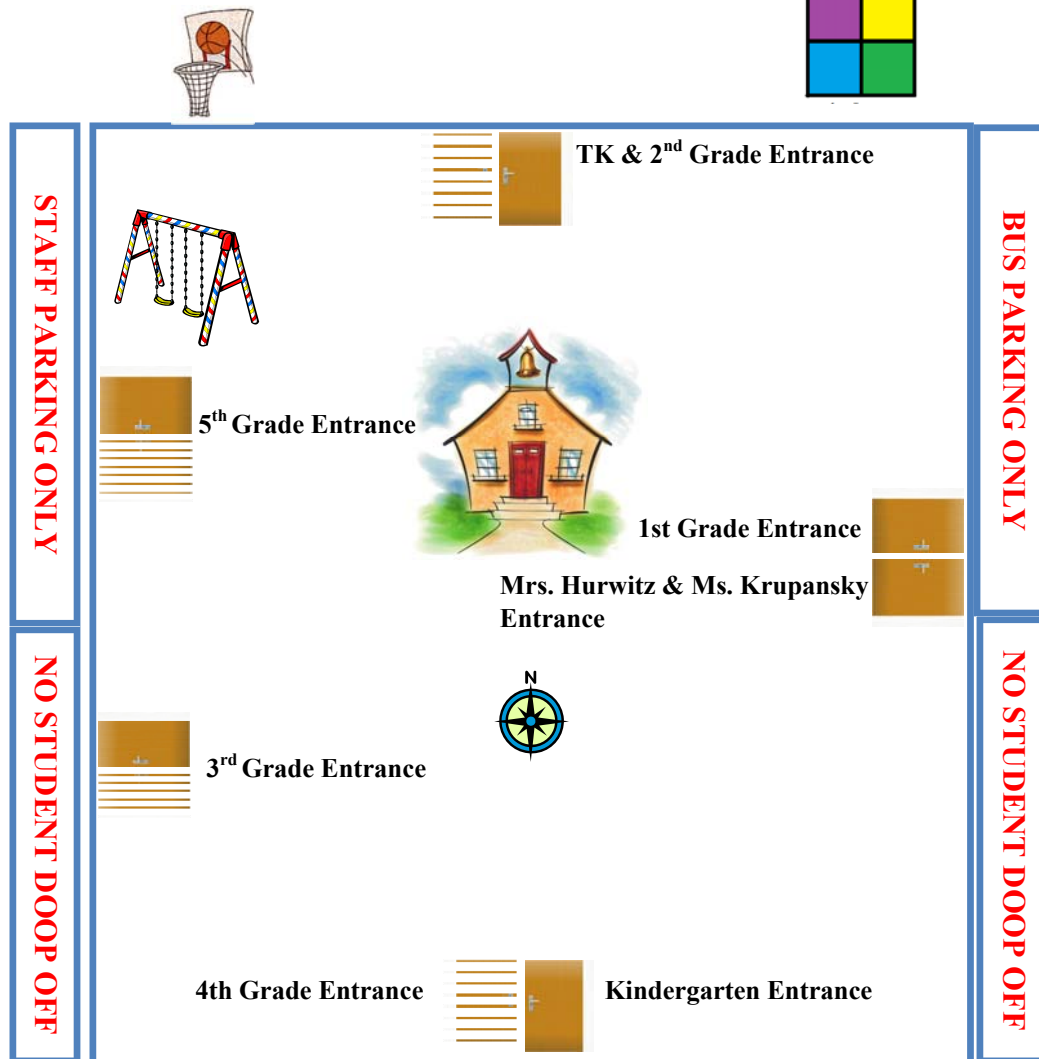 TK & 2nd Grade Entrance
STAFF PARKING ONLY
BUS PARKING ONLY
5th Grade Entrance
1st Grade Entrance
Mrs. Hurwitz & Ms. Krupansky
Entrance
N
NO STUDENT DOOP OFF
NO STUDENT DOOP OFF
3rd Grade Entrance
4th Grade Entrance
Kindergarten Entrance